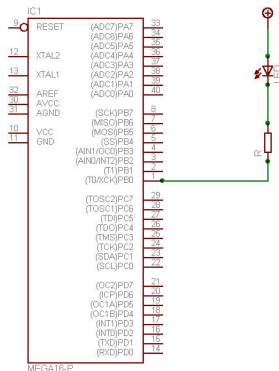 IC1
9 RESET
12 XTAL2
13 XTAL1
32 AREF
30 AVCC
31 AGND
10 VCC
11 GND
(ADC7)PA7 33
(ADC6)PA6 34
(ADC5)PA5 35
(ADC4)PA4 36
(ADC3)PA3 37
(ADC2)PA2 38
(ADC1)PA1 39
(ADC0)PA0 40
(SCK)PB7 8
(MISO)PB6 7
(MOSI)PB5 6
(SS)PB4 5
(AIN1/OC0)PB3 4
(AIN0/INT2)PB2 3
(T1)PB1 2
(T0/XCK)PB0 1
(TOSC2)PC7 29
(TOSC1)PC6 28
(TDI)PC5 27
(TDO)PC4 26
(TMS)PC3 25
(TCK)PC2 24
(SDA)PC1 23
(SCL)PC0 22
(OC2)PD7 21
(ICP)PD6 20
(OC1A)PD5 19
(OC1B)PD4 18
(INT1)PD3 17
(INT0)PD2 16
(TXD)PD1 15
(RXD)PD0 14
MEGA16-P
R